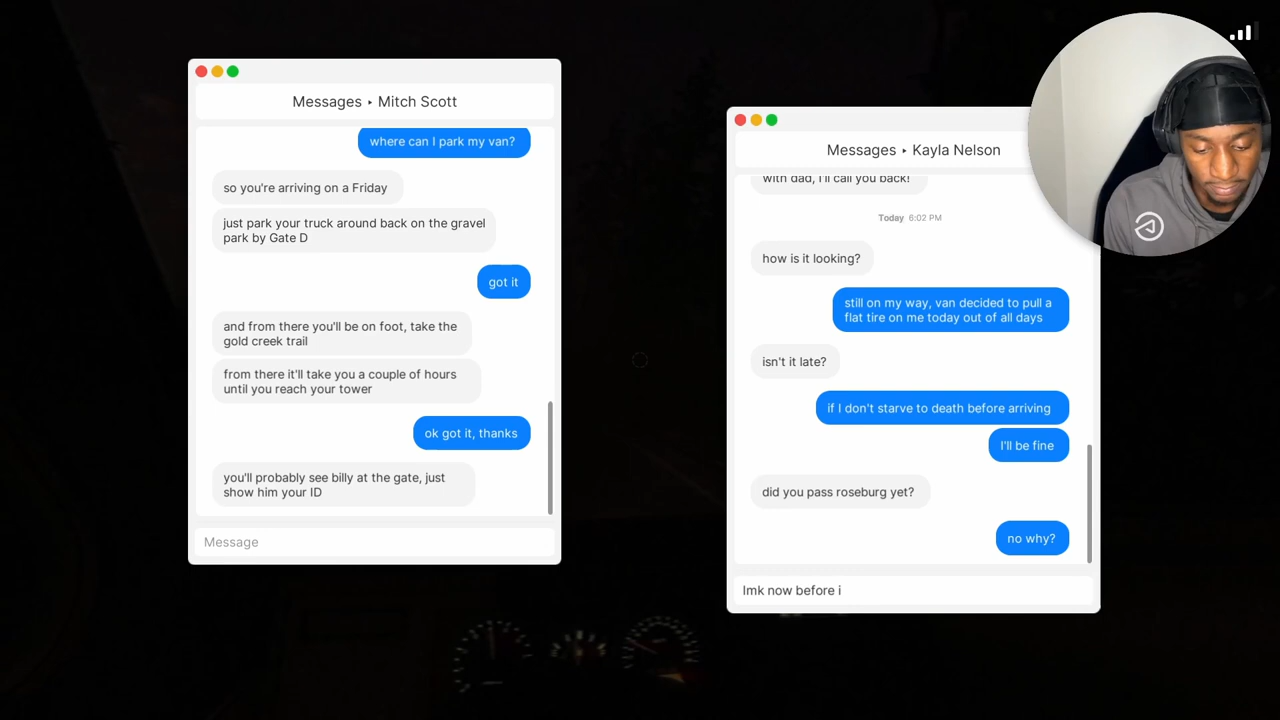 Messages ▸ Mitch Scott
where can I park my van?
so you're arriving on a Friday
just park your truck around back on the gravel
park by Gate D
got it
and from there you'll be on foot, take the
gold creek trail
from there it'll take you a couple of hours
until you reach your tower
ok got it, thanks
you'll probably see billy at the gate, just
show him your ID
Message
Messages ▸ Kayla Nelson
with dad, I'll call you back!
Today 6:02 PM
how is it looking?
still on my way, van decided to pull a
flat tire on me today out of all days
isn't it late?
if I don't starve to death before arriving
I'll be fine
did you pass roseburg yet?
no why?
lmk now before i